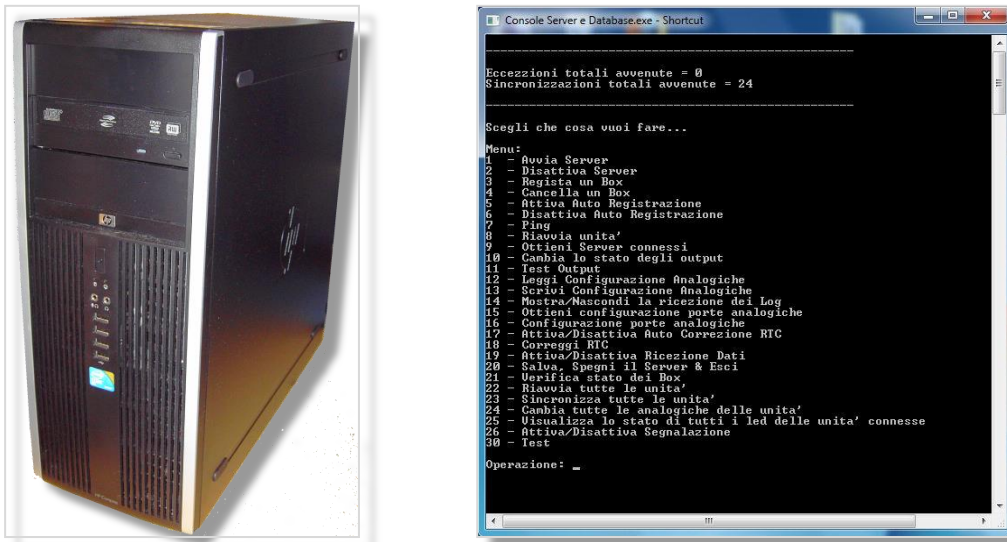 hp
Console Server e Database.exe - Shortcut
----------------------------------------------------
Eccezzioni totali avvenute = 0
Sincronizzazioni totali avvenute = 24
----------------------------------------------------
Scegli che cosa vuoi fare...
Menu:
1 - Avvia Server
2 - Disattiva Server
3 - Regista un Box
4 - Cancella un Box
5 - Attiva Auto Registrazione
6 - Disattiva Auto Registrazione
7 - Ping
8 - Riavvia unita'
9 - Ottieni Server connessi
10 - Cambia lo stato degli output
11 - Test Output
12 - Leggi Configurazione Analogiche
13 - Scrivi Configurazione Analogiche
14 - Mostra/Nascondi la ricezione dei Log
15 - Ottieni configurazione porte analogiche
16 - Configurazione porte analogiche
17 - Attiva/Disattiva Auto Correzione RTC
18 - Correggi RTC
19 - Attiva/Disattiva Ricezione Dati
20 - Salva, Spegni il Server & Esci
21 - Verifica stato dei Box
22 - Riavvia tutte le unita'
23 - Sincronizza tutte le unita'
24 - Cambia tutte le analogiche delle unita'
25 - Visualizza lo stato di tutti i led delle unita' connesse
26 - Attiva/Disattiva Segnalazione
30 - Test
Operazione: _